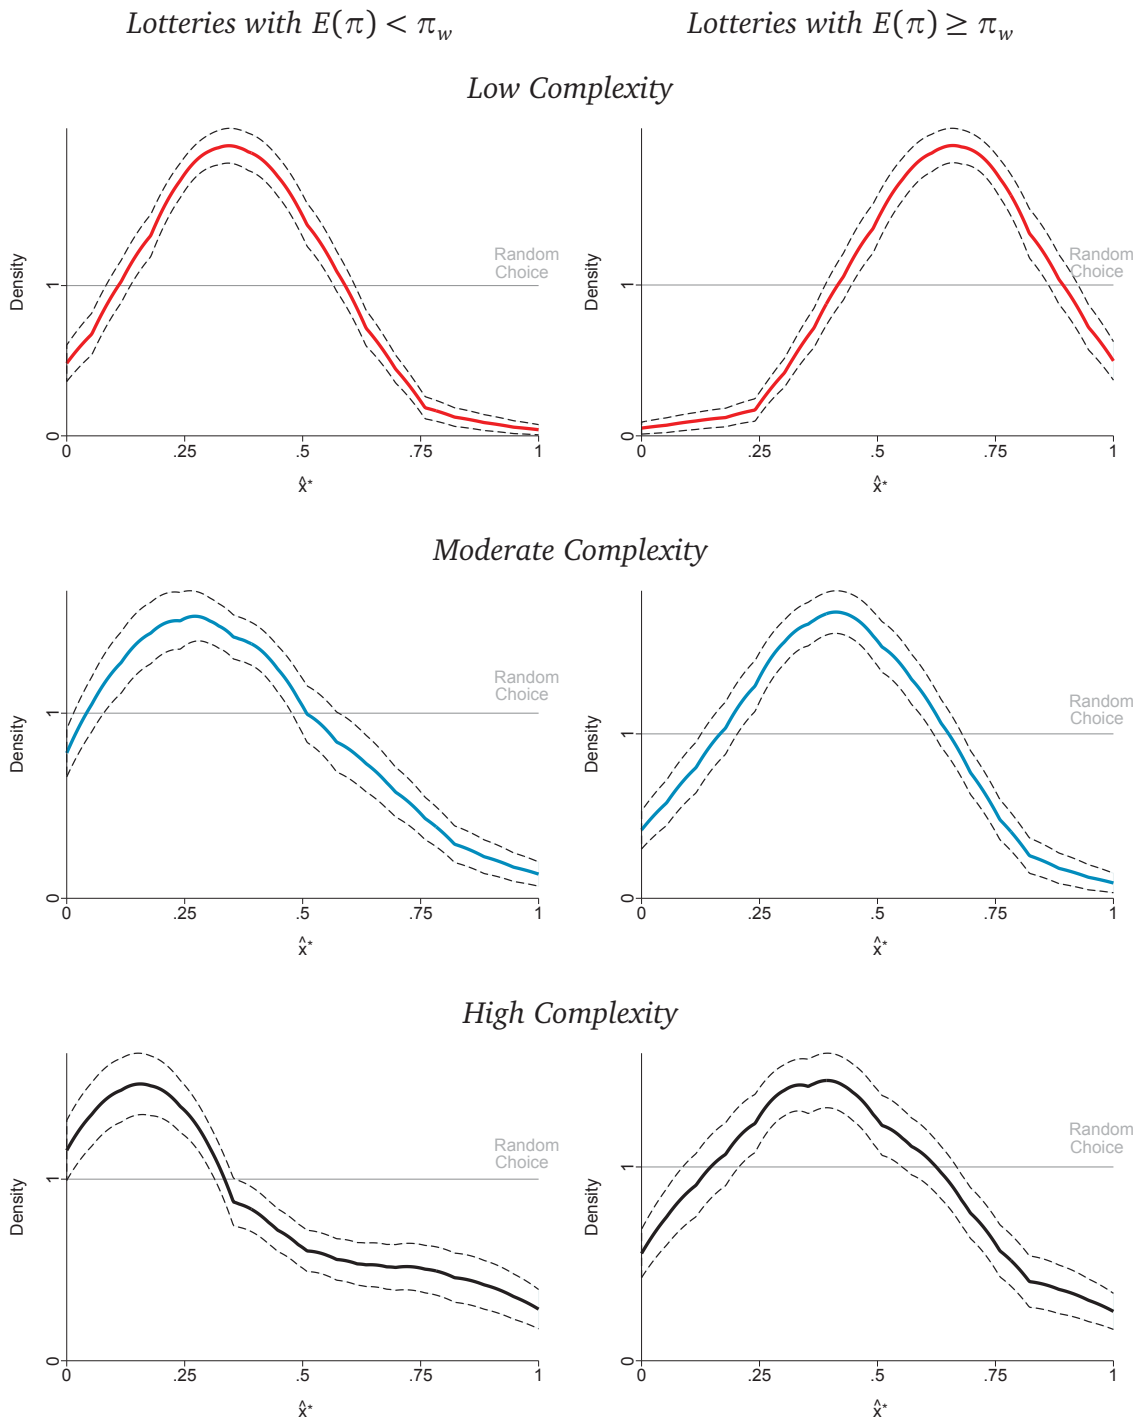 Lotteries with E(π) < π_w
Lotteries with E(π) ≥ π_w
Low Complexity
Density
0
1
Random
Choice
0 .25 .5 .75 1
x̂*
Density
0
1
Random
Choice
0 .25 .5 .75 1
x̂*
Moderate Complexity
Density
0
1
Random
Choice
0 .25 .5 .75 1
x̂*
Density
0
1
Random
Choice
0 .25 .5 .75 1
x̂*
High Complexity
Density
0
1
Random
Choice
0 .25 .5 .75 1
x̂*
Density
0
1
Random
Choice
0 .25 .5 .75 1
x̂*